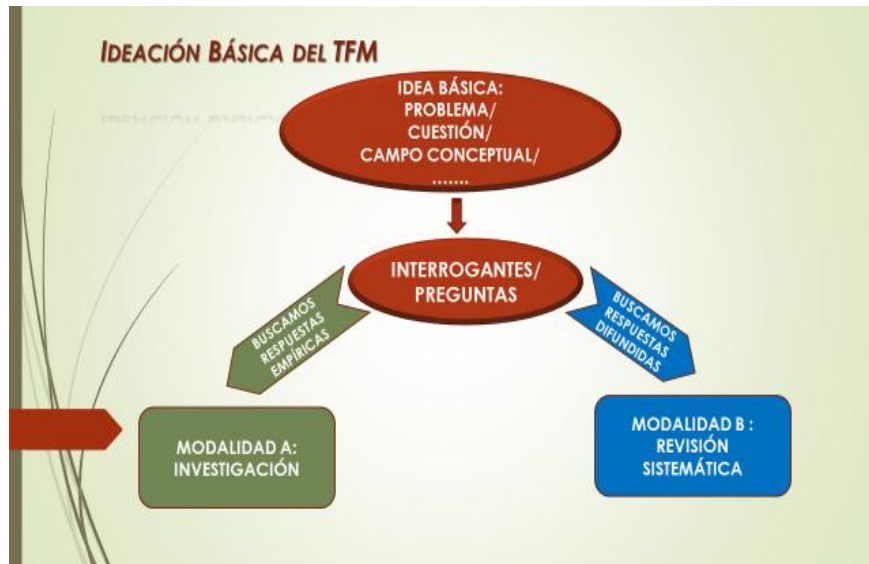 IDEACIÓN BÁSICA DEL TFM
IDEA BÁSICA:
PROBLEMA/
CUESTIÓN/
CAMPO CONCEPTUAL/
.......
INTERROGANTES/
PREGUNTAS
BUSCAMOS
RESPUESTAS
EMPÍRICAS
BUSCAMOS
RESPUESTAS
DIFUNDIDAS
MODALIDAD A:
INVESTIGACIÓN
MODALIDAD B :
REVISIÓN
SISTEMÁTICA